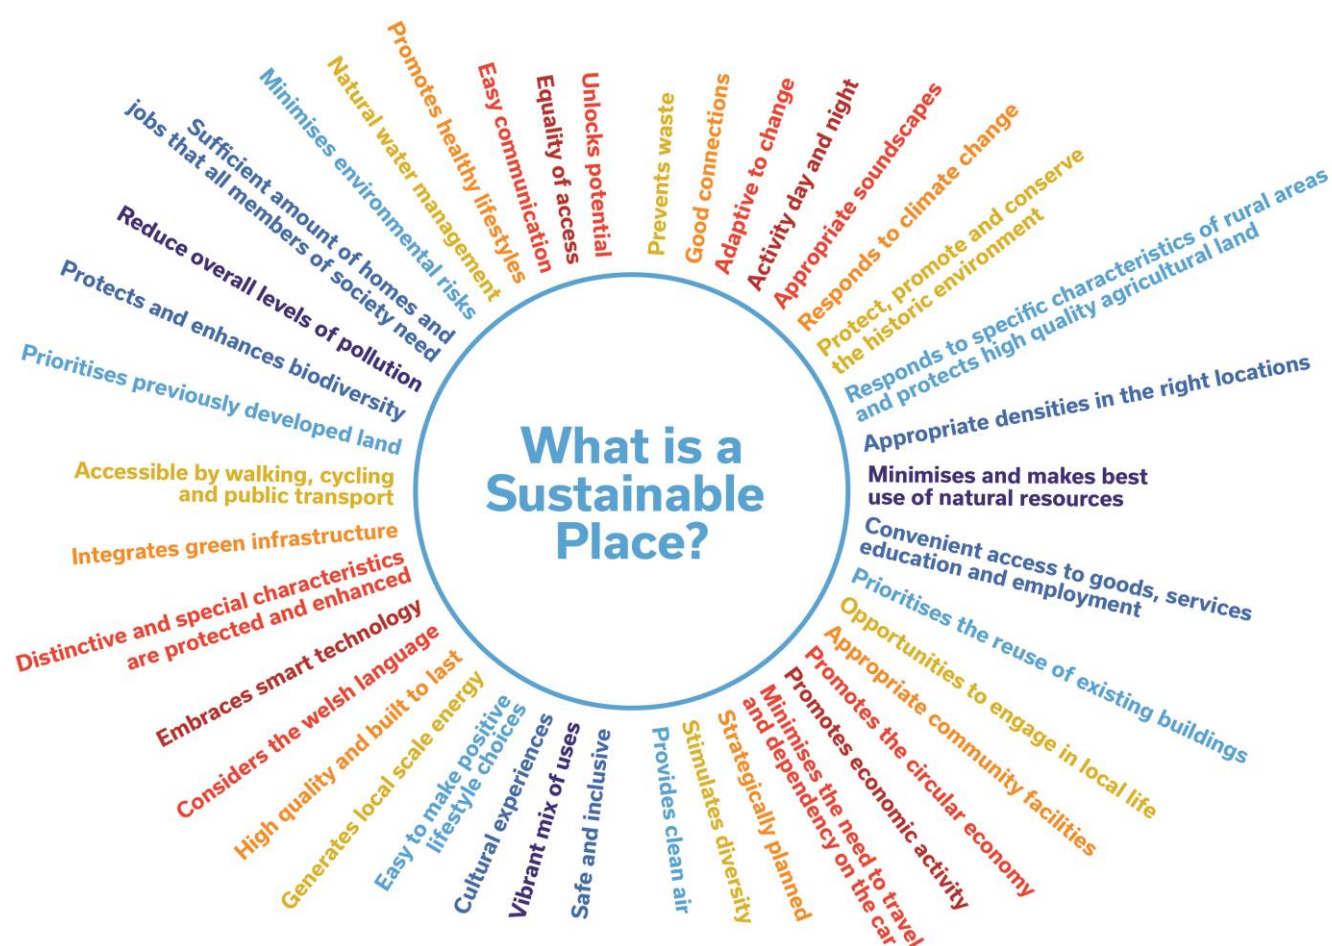 What is a
Sustainable
Place?
Prevents waste
Good connections
Adaptive to change
Activity day and night
Appropriate soundscapes
Responds to climate change
Protect, promote and conserve
the historic environment
Responds to specific characteristics of rural areas
and protects high quality agricultural land
Appropriate densities in the right locations
Minimises and makes best
use of natural resources
Convenient access to goods, services
education and employment
Prioritises the reuse of existing buildings
Opportunities to engage in local life
Appropriate community facilities
Promotes the circular economy
Promotes economic activity
Minimises the need to travel
and dependency on the car
Strategically planned
Stimulates diversity
Provides clean air
Safe and inclusive
Vibrant mix of uses
Cultural experiences
Easy to make positive
lifestyle choices
Generates local scale energy
High quality and built to last
Considers the welsh language
Embraces smart technology
Distinctive and special characteristics
are protected and enhanced
Integrates green infrastructure
Accessible by walking, cycling
and public transport
Prioritises previously developed land
Protects and enhances biodiversity
Reduce overall levels of pollution
Sufficient amount of homes and
jobs that all members of society need
Minimises environmental risks
Natural water management
Promotes healthy lifestyles
Easy communication
Equality of access
Unlocks potential